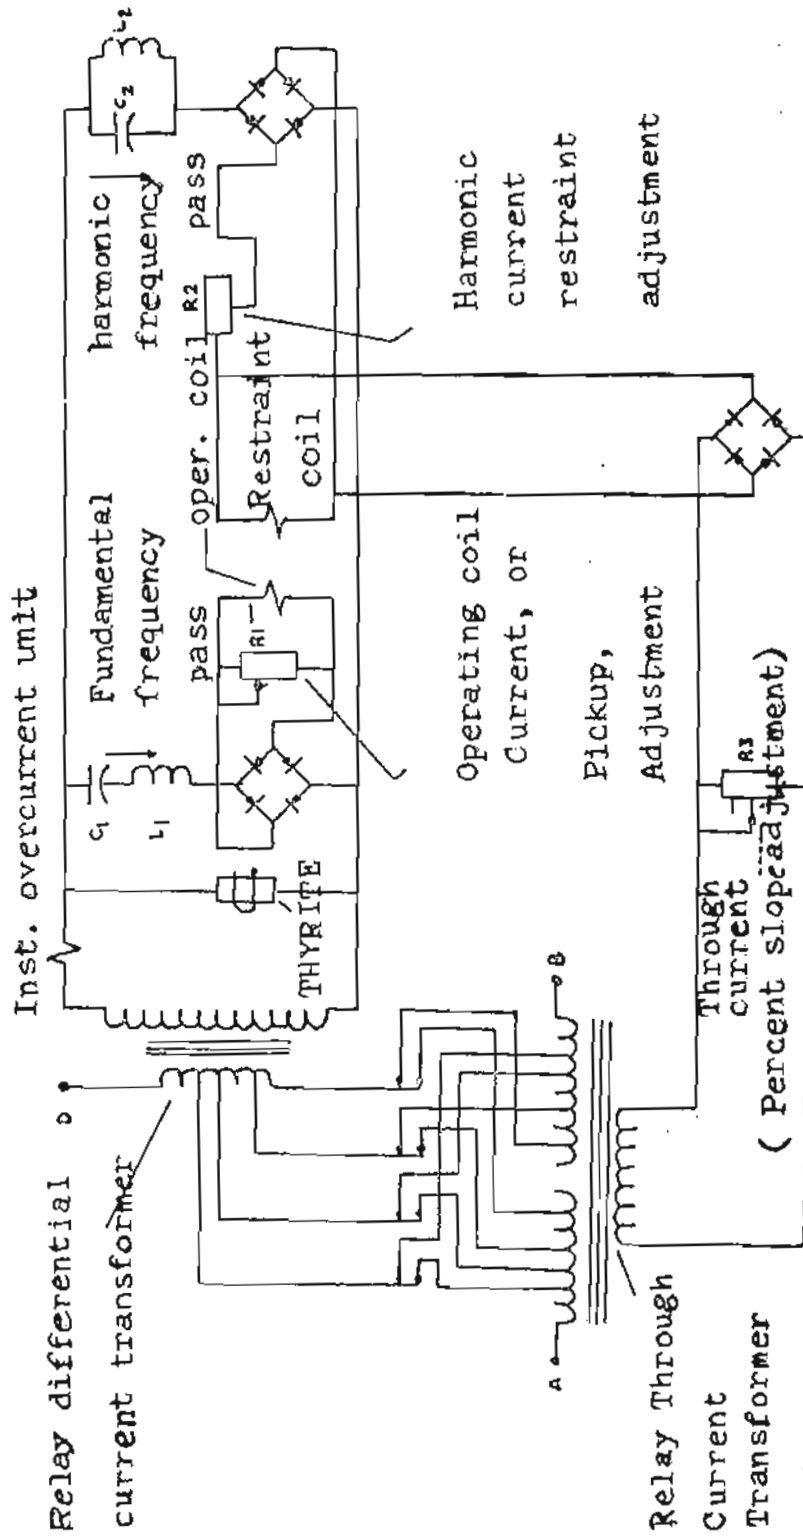 Inst. overcurrent unit
Relay differential
current transformer
D
THYRITE
C1
L1
Fundamental
frequency
pass
R1
oper. coil
Restraint
coil
R2
harmonic
frequency
pass
C2
L2
Operating coil
Current, or
Pickup,
Adjustment
Harmonic
current
restraint
adjustment
A
B
Relay Through
Current
Transformer
Through
current
( Percent slope adjustment)
R3